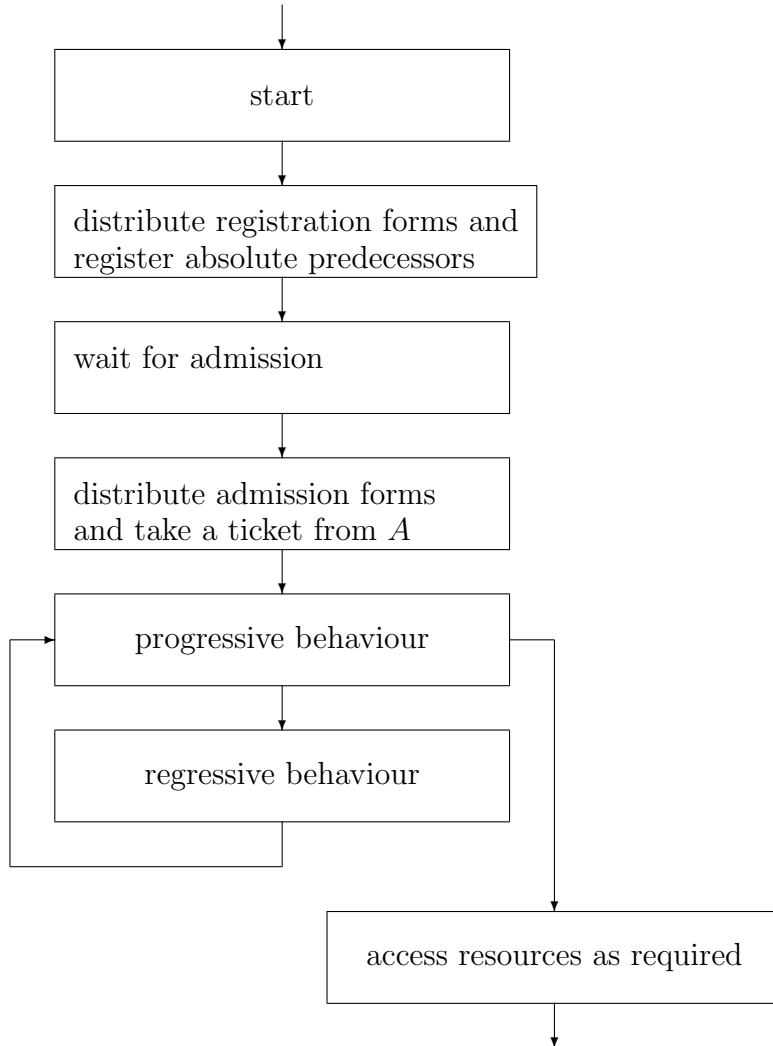 start
distribute registration forms and
register absolute predecessors
wait for admission
distribute admission forms
and take a ticket from A
progressive behaviour
regressive behaviour
access resources as required